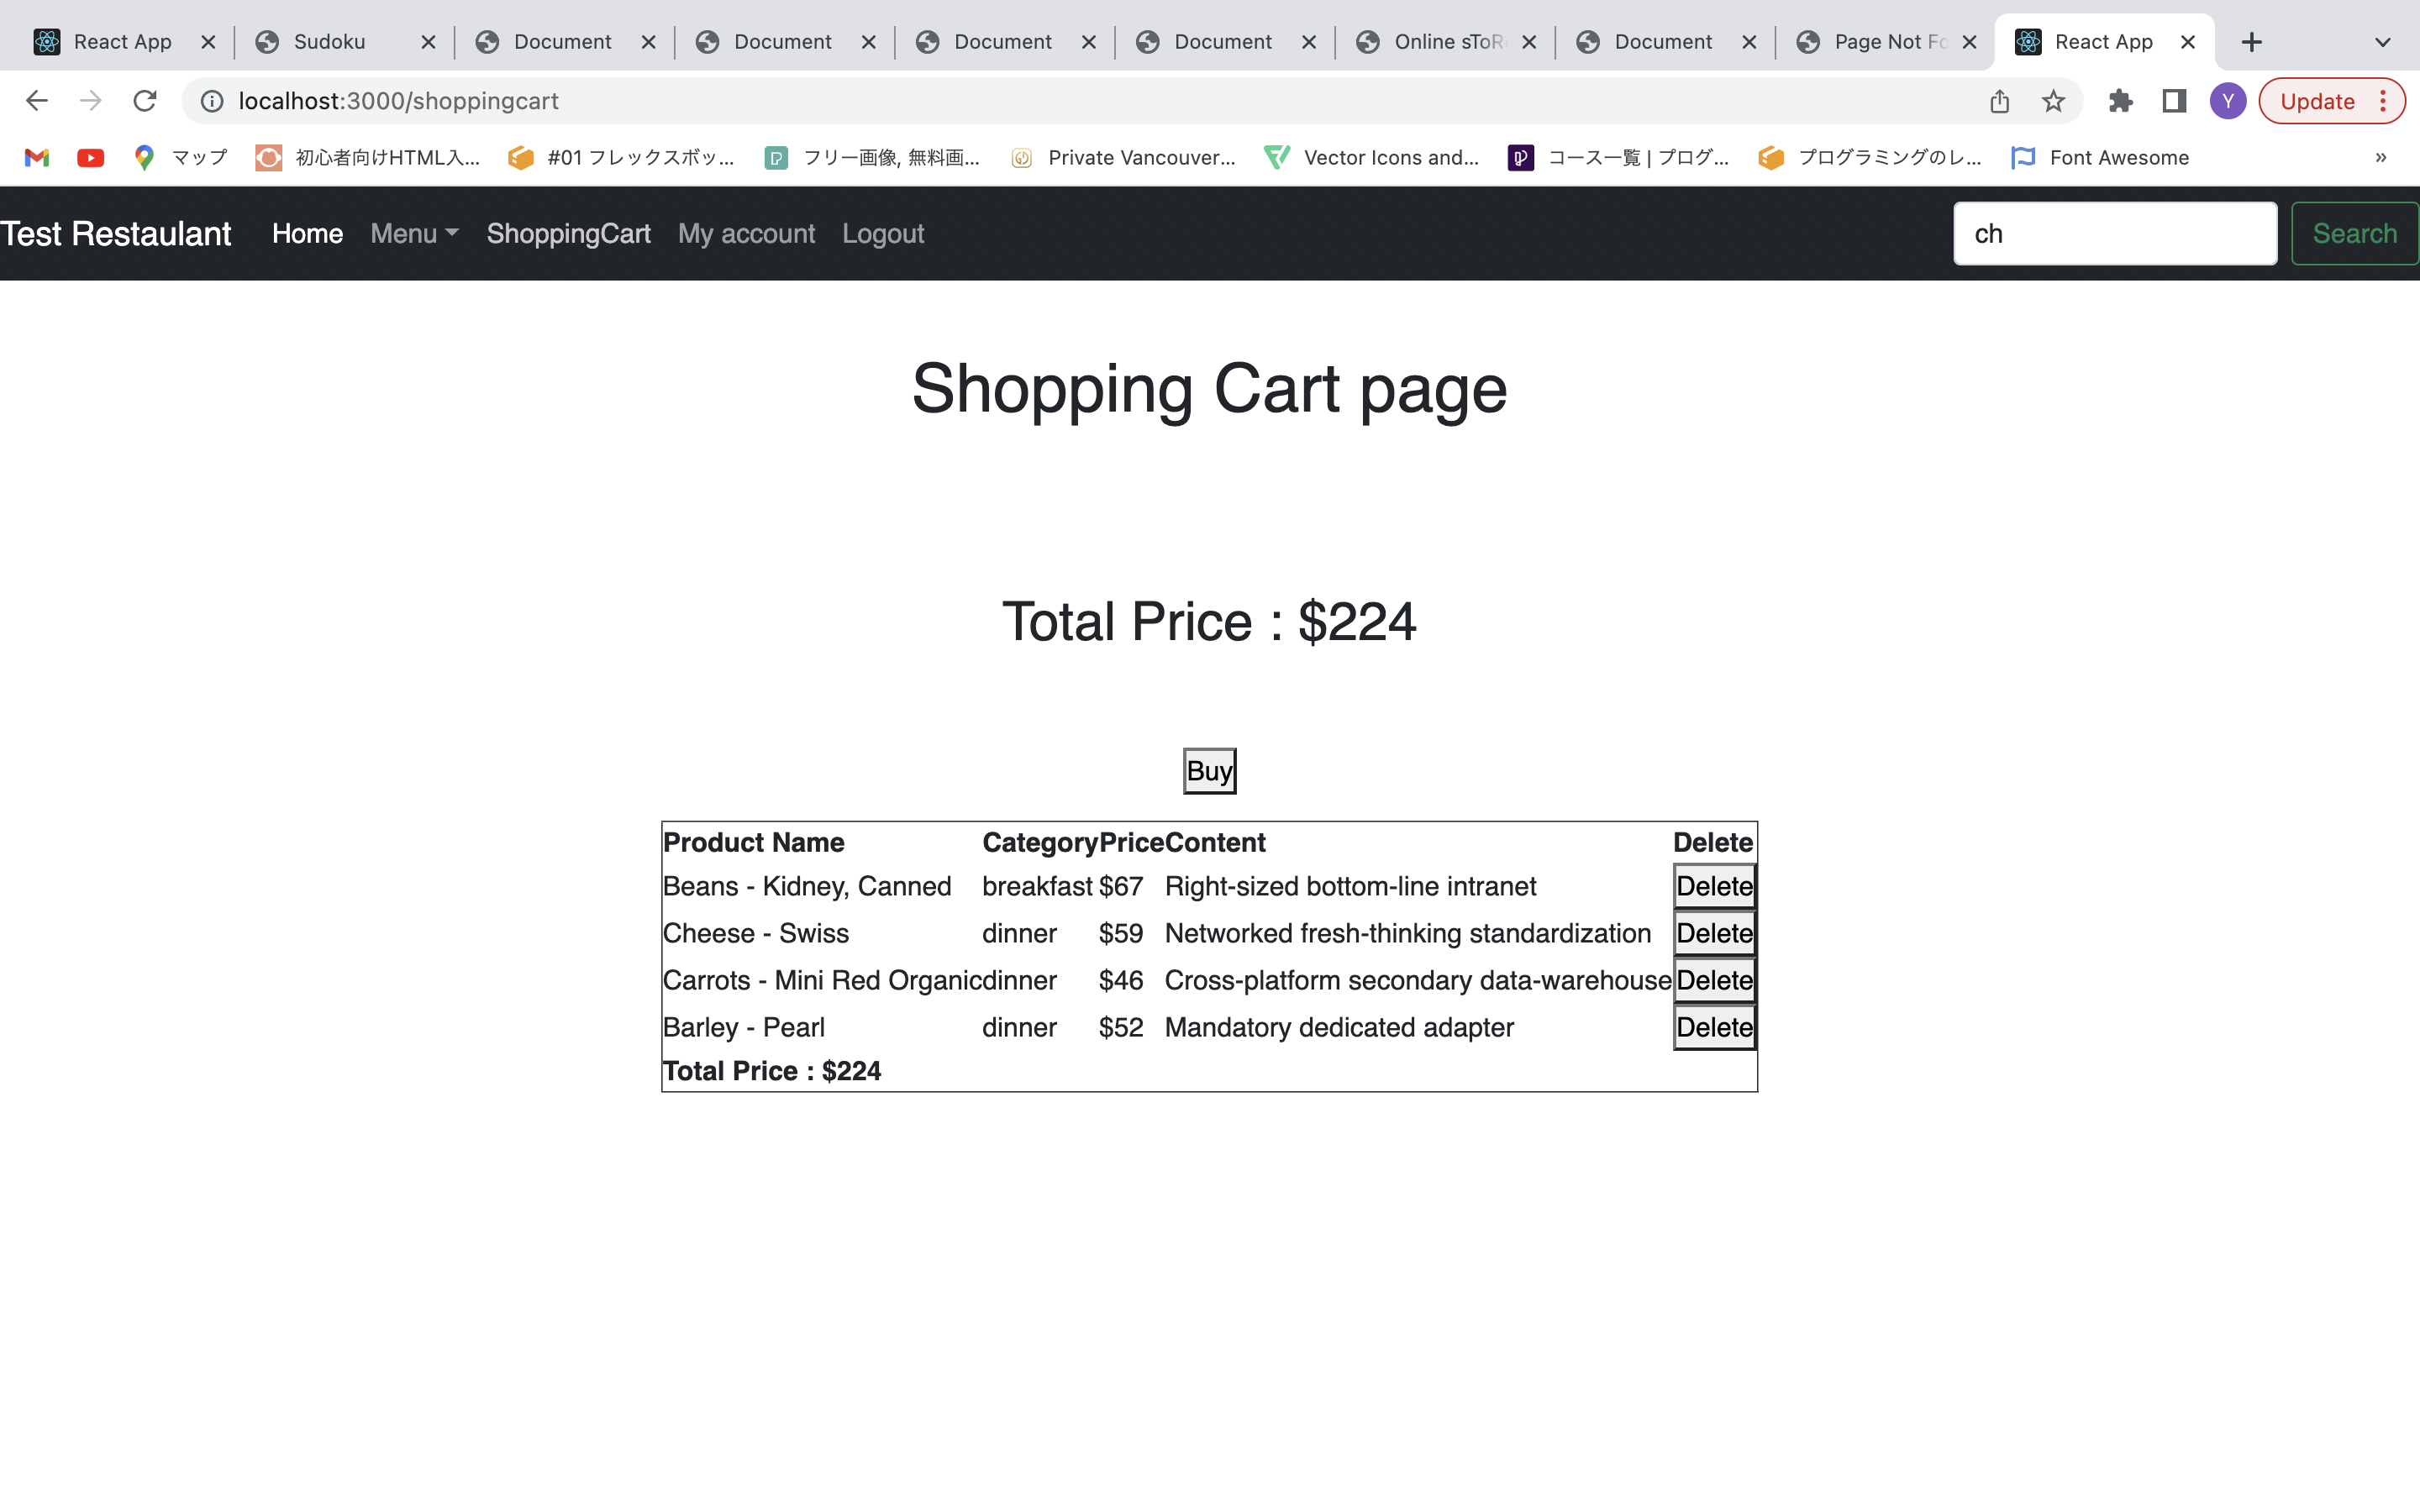 React App Sudoku Document Document Document Document Online sToR Document Page Not Fo React App
localhost:3000/shoppingcart Y Update
マップ 初心者向けHTML入... #01 フレックスボッ... P フリー画像, 無料画... Private Vancouver... Vector Icons and... コース一覧 | プログ... プログラミングのレ... Font Awesome »
Test Restaulant Home Menu ShoppingCart My account Logout ch Search
Shopping Cart page
Total Price : $224
Buy
Product Name Category Price Content Delete
Beans - Kidney, Canned breakfast $67 Right-sized bottom-line intranet Delete
Cheese - Swiss dinner $59 Networked fresh-thinking standardization Delete
Carrots - Mini Red Organic dinner $46 Cross-platform secondary data-warehouse Delete
Barley - Pearl dinner $52 Mandatory dedicated adapter Delete
Total Price : $224